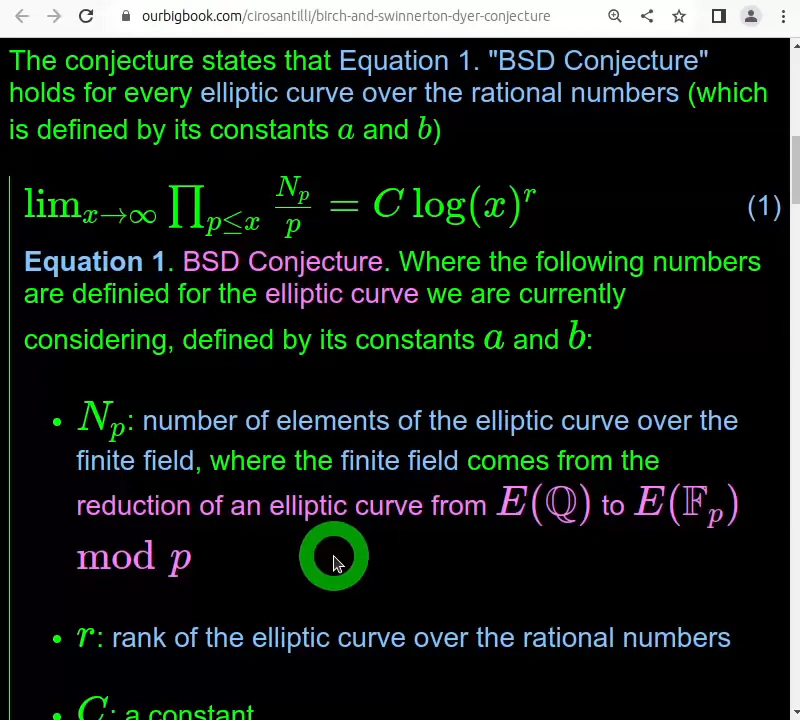 ourbigbook.com/cirosantilli/birch-and-swinnerton-dyer-conjecture
The conjecture states that Equation 1. "BSD Conjecture"
holds for every elliptic curve over the rational numbers (which
is defined by its constants a and b)
lim_{x→∞} ∏_{p≤x} N_p/p = C log(x)^r (1)
Equation 1. BSD Conjecture. Where the following numbers
are definied for the elliptic curve we are currently
considering, defined by its constants a and b:
• N_p: number of elements of the elliptic curve over the
finite field, where the finite field comes from the
reduction of an elliptic curve from E(ℚ) to E(𝔽_p)
mod p
• r: rank of the elliptic curve over the rational numbers
• C: a constant